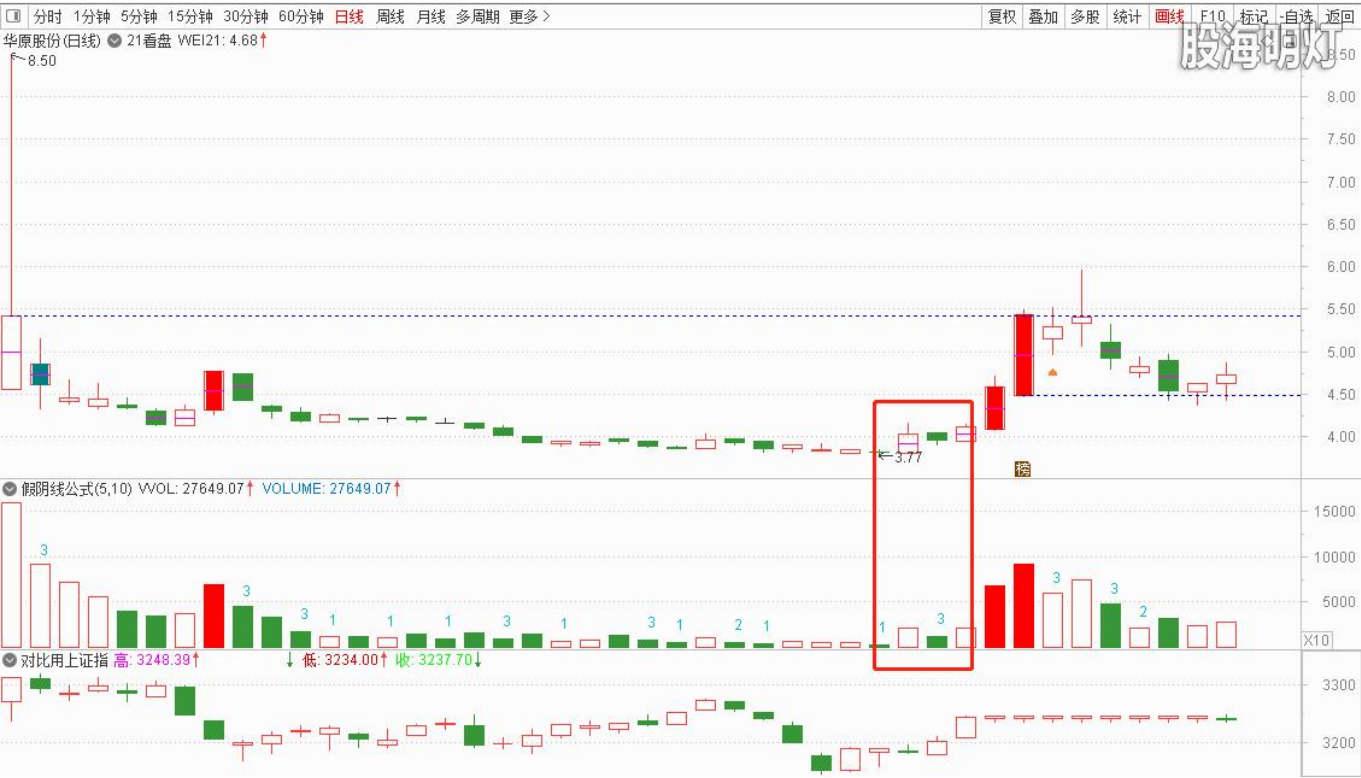 分时 1分钟 5分钟 15分钟 30分钟 60分钟 日线 周线 月线 多周期 更多 复权 叠加 多股 统计 画线 F10 标记 -自选 返回
华原股份(日线) 21看盘 WEI21: 4.68↑
股海明灯
8.50
8.50
8.00
7.50
7.00
6.50
6.00
5.50
5.00
4.50
4.00
3.77
榜
假阴线公式(5,10) VVOL: 27649.07↑ VOLUME: 27649.07↑
15000
10000
5000
X10
3 3 3 1 1 1 3 1 3 1 2 1 1 3 3 3 2
对比用上证指 高: 3248.39↑ ↓ 低: 3234.00↑ 收: 3237.70↓
3300
3200